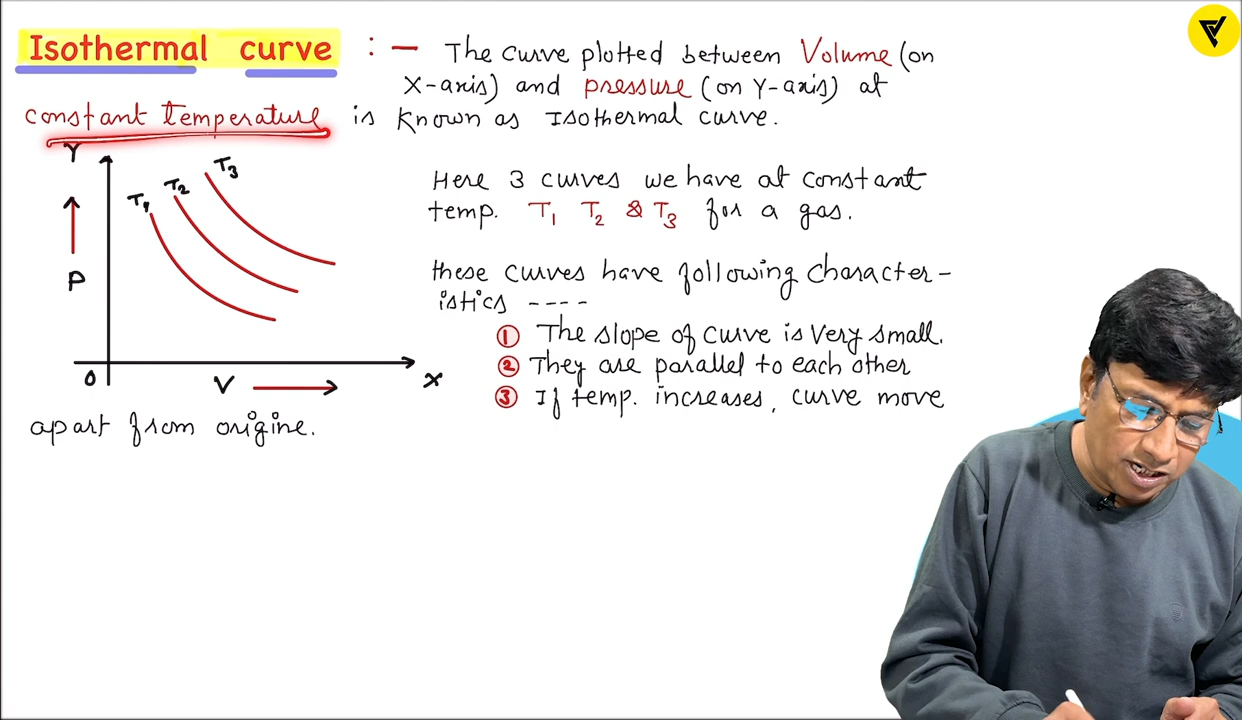 Isothermal curve :- The curve plotted between Volume (on
X-axis) and pressure (on Y-axis) at
constant temperature is known as Isothermal curve.
Y
T1 T2 T3
P
O V X
Here 3 curves we have at constant
temp. T1 T2 & T3 for a gas.
these curves have following character-
istics ----
① The slope of curve is very small.
② They are parallel to each other
③ If temp. increases, curve move
apart from origine.